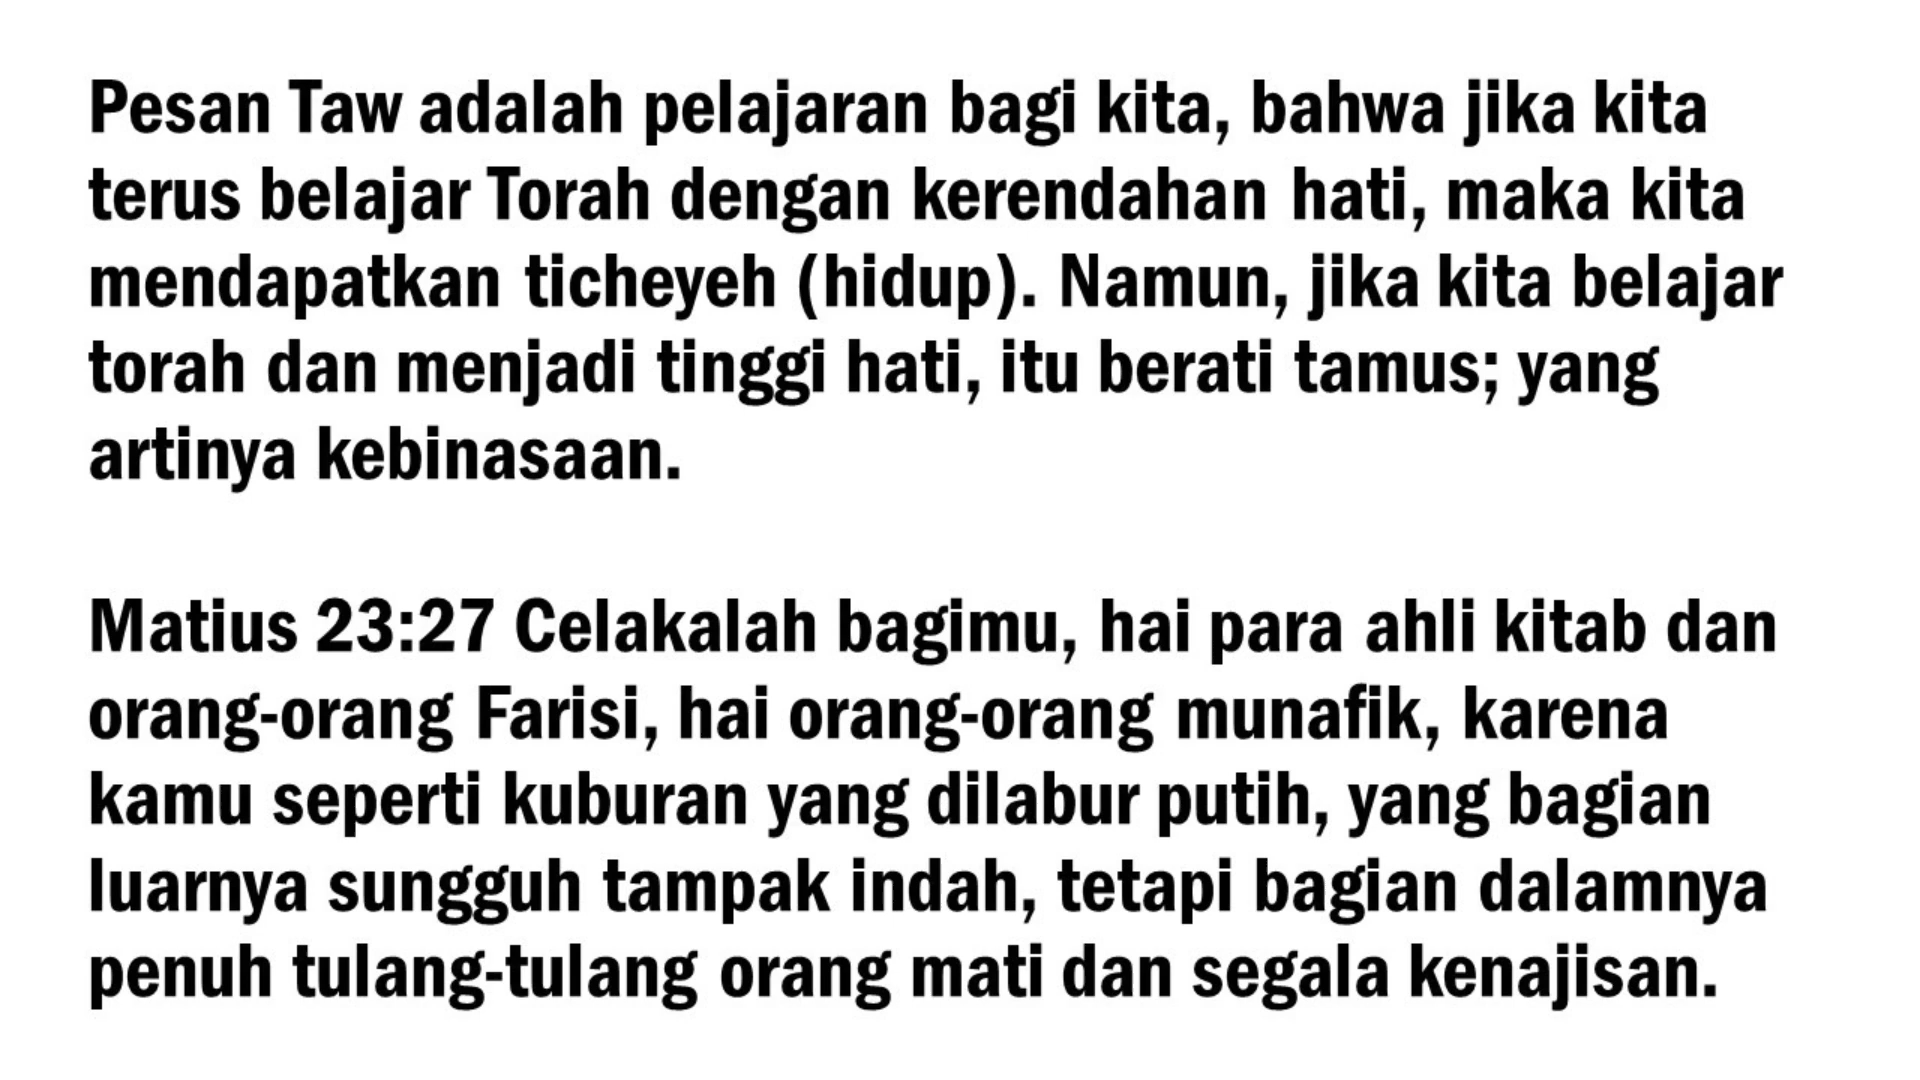 Pesan Taw adalah pelajaran bagi kita, bahwa jika kita
terus belajar Torah dengan kerendahan hati, maka kita
mendapatkan ticheyeh (hidup). Namun, jika kita belajar
torah dan menjadi tinggi hati, itu berati tamus; yang
artinya kebinasaan.
Matius 23:27 Celakalah bagimu, hai para ahli kitab dan
orang-orang Farisi, hai orang-orang munafik, karena
kamu seperti kuburan yang dilabur putih, yang bagian
luarnya sungguh tampak indah, tetapi bagian dalamnya
penuh tulang-tulang orang mati dan segala kenajisan.